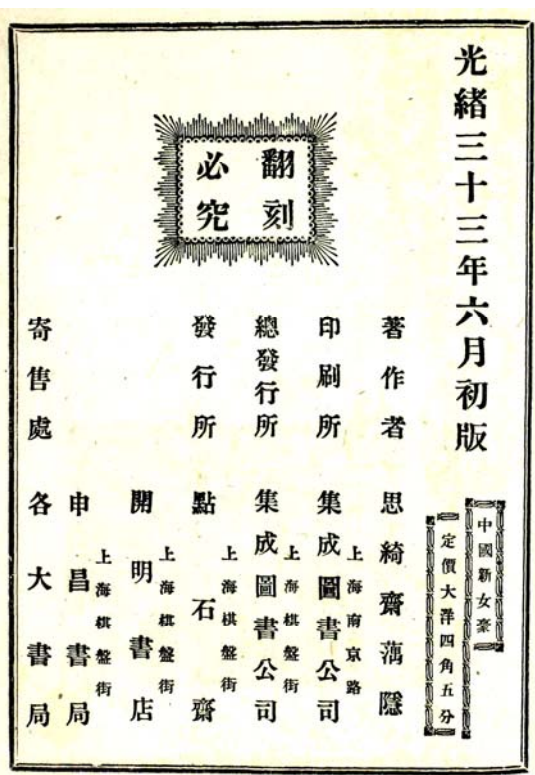 光緒三十三年六月初版
中國新女豪
定價大洋四角五分
翻刻
必究
著作者 思綺齋藕隱
印刷所 上海南京路 集成圖書公司
總發行所 上海棋盤街 集成圖書公司
發行所 上海棋盤街 點石齋
上海棋盤街 開明書店
上海棋盤街 申昌書局
寄售處 各大書局